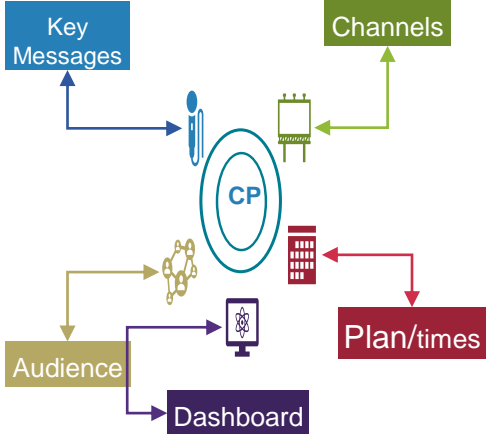 Key
Messages
Channels
CP
Plan/times
Audience
Dashboard